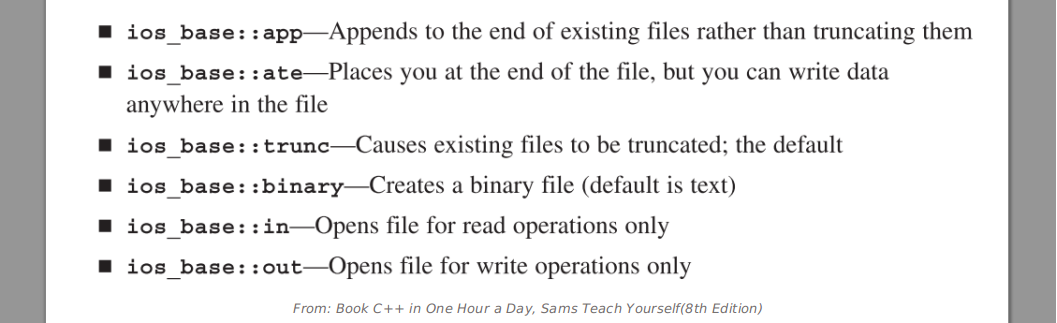 ■ ios_base::app—Appends to the end of existing files rather than truncating them
■ ios_base::ate—Places you at the end of the file, but you can write data
anywhere in the file
■ ios_base::trunc—Causes existing files to be truncated; the default
■ ios_base::binary—Creates a binary file (default is text)
■ ios_base::in—Opens file for read operations only
■ ios_base::out—Opens file for write operations only
From: Book C++ in One Hour a Day, Sams Teach Yourself(8th Edition)